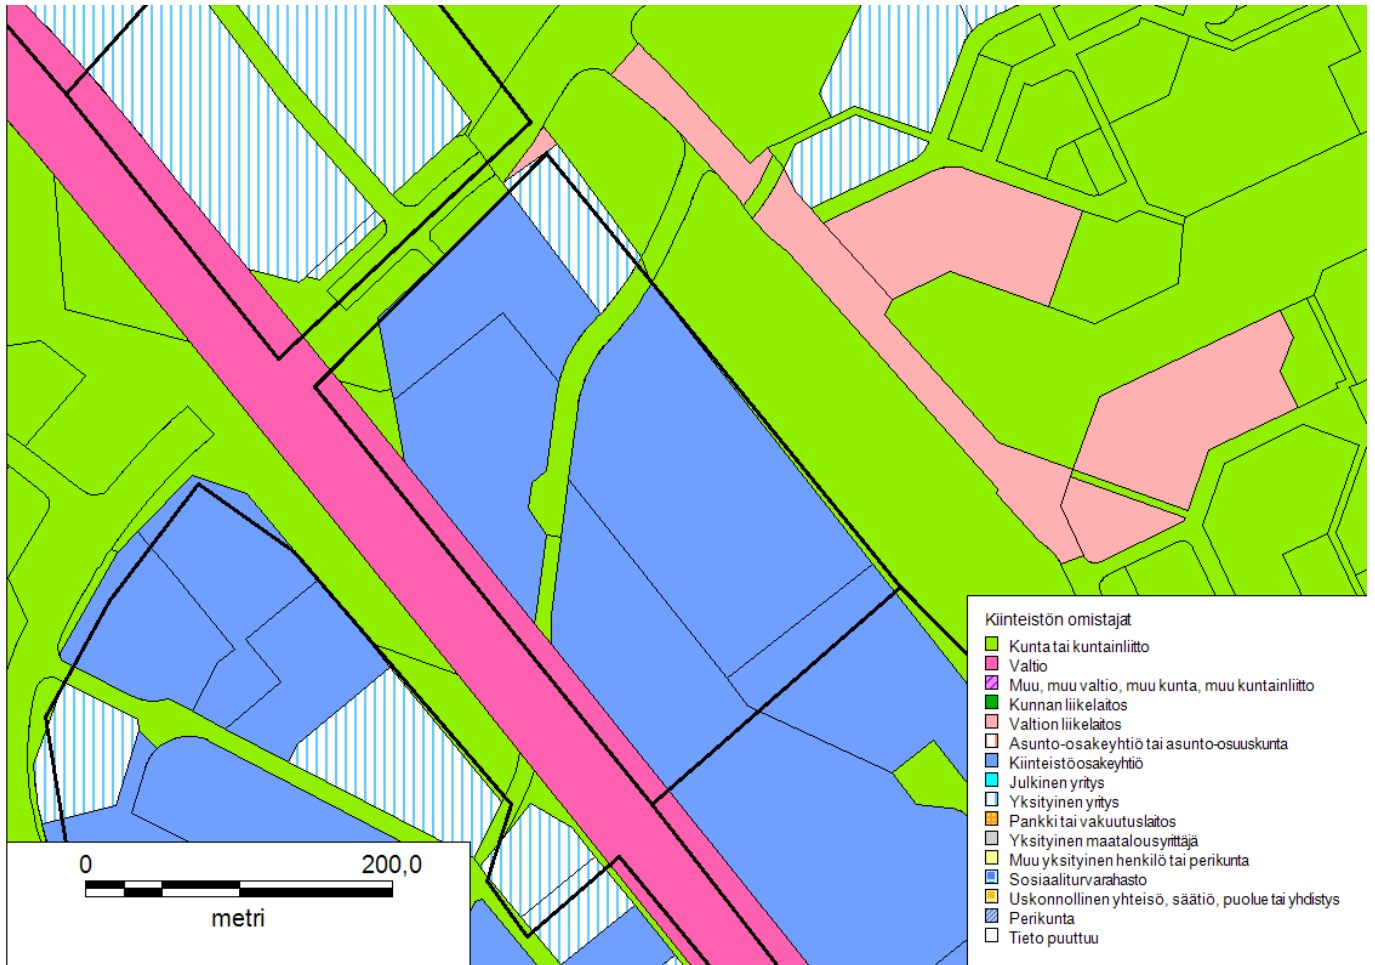 Kiinteistön omistajat
Kunta tai kuntainliitto
Valtio
Muu, muu valtio, muu kunta, muu kuntainliitto
Kunnan liikelaitos
Valtion liikelaitos
Asunto-osakeyhtiö tai asunto-osuuskunta
Kiinteistöosakeyhtiö
Julkinen yritys
Yksityinen yritys
Pankki tai vakuutuslaitos
Yksityinen maatalousyrittäjä
Muu yksityinen henkilö tai perikunta
Sosiaaliturvarahasto
Uskonnollinen yhteisö, säätiö, puolue tai yhdistys
Perikunta
Tieto puuttuu
0 200,0
metri